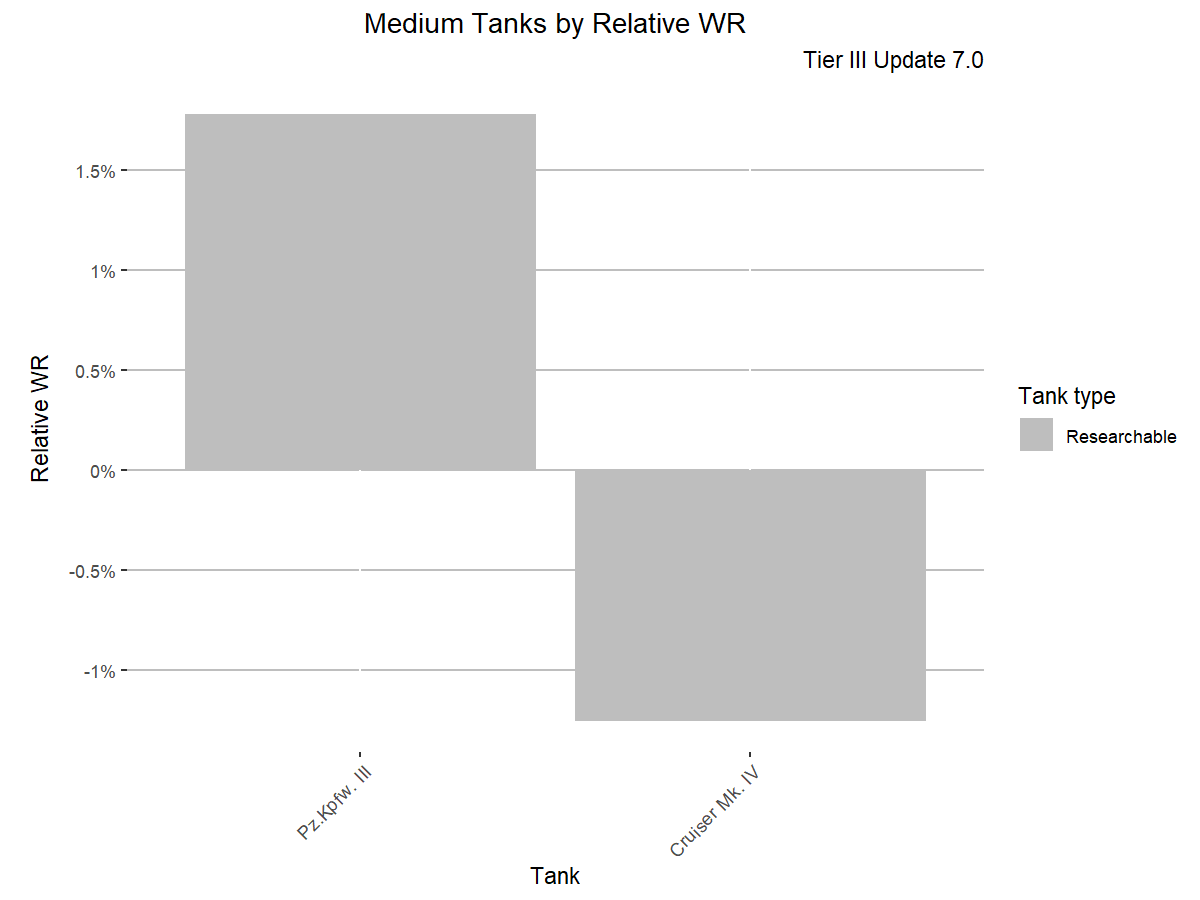 Medium Tanks by Relative WR
Tier III Update 7.0
Relative WR
1.5%
1%
0.5%
0%
-0.5%
-1%
Pz.Kpfw. III
Cruiser Mk. IV
Tank
Tank type
Researchable